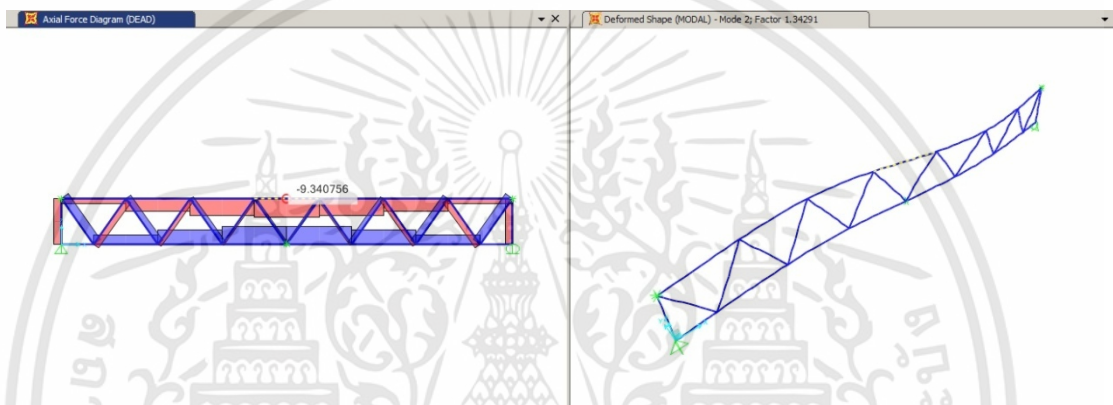 Axial Force Diagram (DEAD)
Deformed Shape (MODAL) - Mode 2; Factor 1.34291
-9.340756